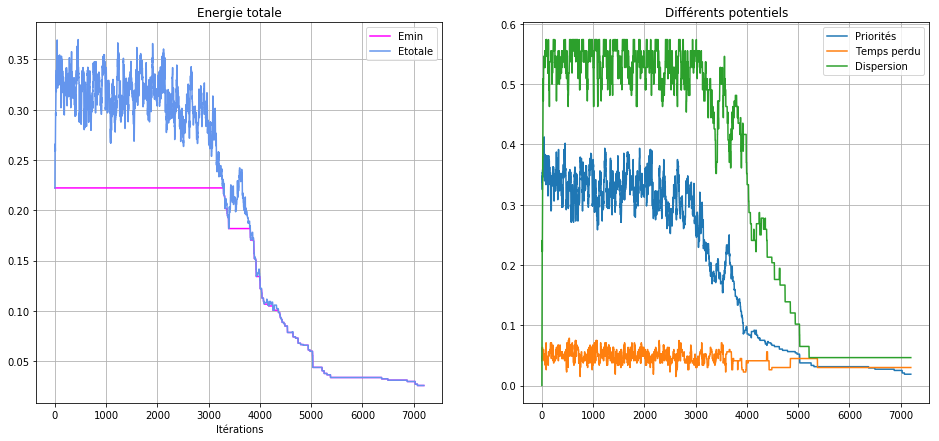 Energie totale
Emin
Etotale
0.35
0.30
0.25
0.20
0.15
0.10
0.05
0 1000 2000 3000 4000 5000 6000 7000
Itérations
Différents potentiels
Priorités
Temps perdu
Dispersion
0.6
0.5
0.4
0.3
0.2
0.1
0.0
0 1000 2000 3000 4000 5000 6000 7000